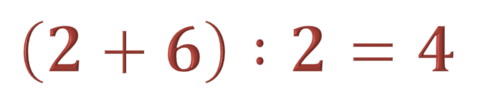 (2 + 6) : 2 = 4